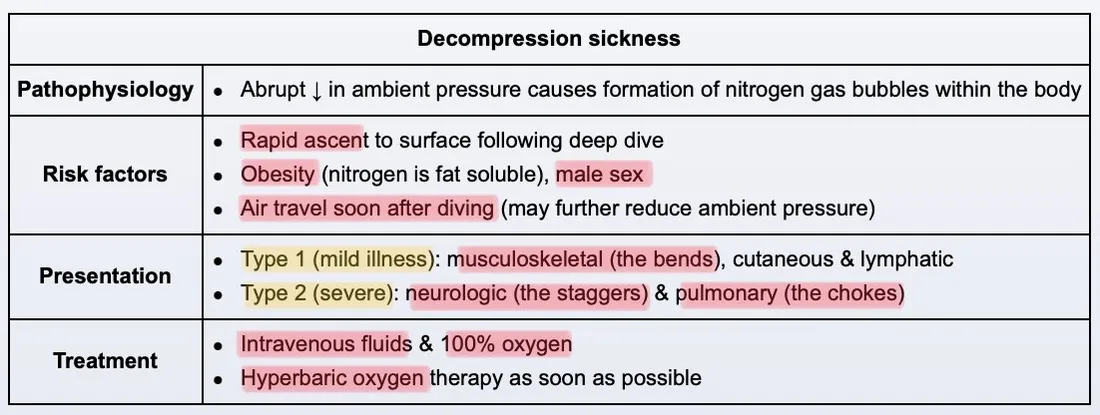 Decompression sickness
Pathophysiology
• Abrupt ↓ in ambient pressure causes formation of nitrogen gas bubbles within the body
Risk factors
• Rapid ascent to surface following deep dive
• Obesity (nitrogen is fat soluble), male sex
• Air travel soon after diving (may further reduce ambient pressure)
Presentation
• Type 1 (mild illness): musculoskeletal (the bends), cutaneous & lymphatic
• Type 2 (severe): neurologic (the staggers) & pulmonary (the chokes)
Treatment
• Intravenous fluids & 100% oxygen
• Hyperbaric oxygen therapy as soon as possible